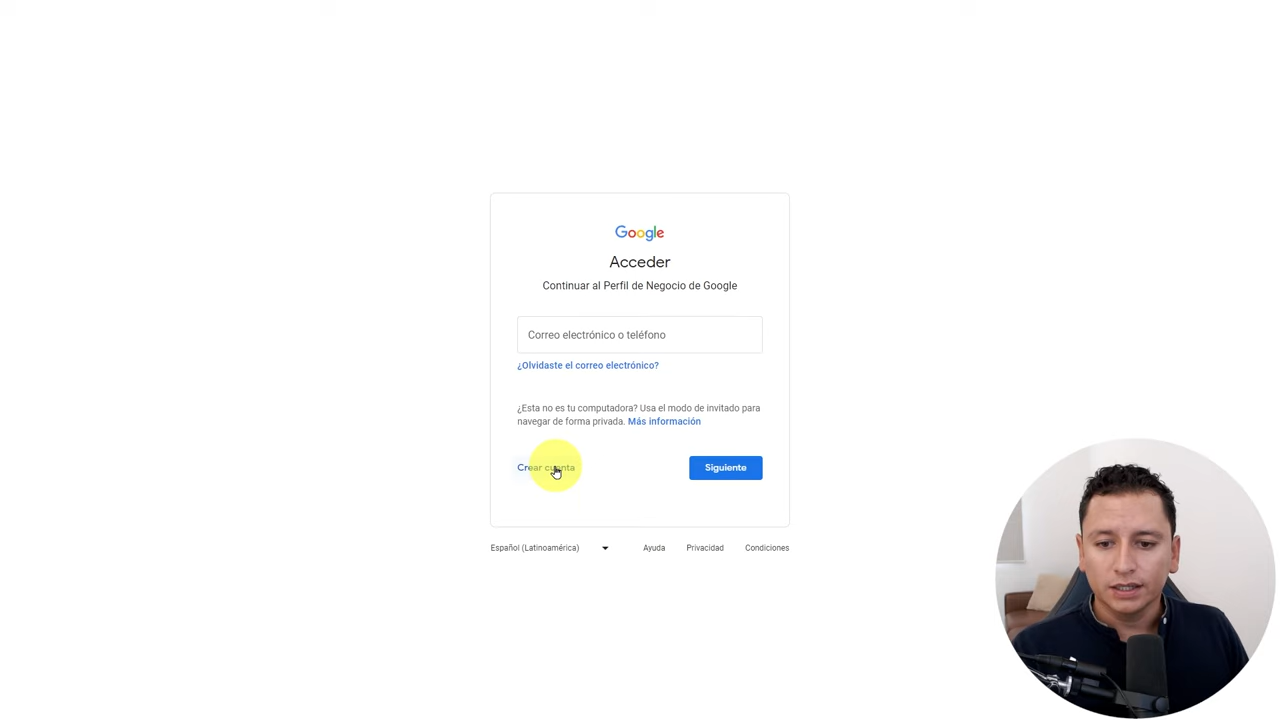 Google
Acceder
Continuar al Perfil de Negocio de Google
Correo electrónico o teléfono
¿Olvidaste el correo electrónico?
¿Esta no es tu computadora? Usa el modo de invitado para
navegar de forma privada. Más información
Crear cuenta
Siguiente
Español (Latinoamérica)
Ayuda
Privacidad
Condiciones